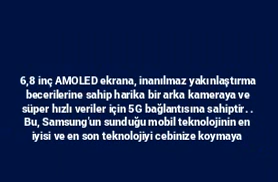 6,8 inç AMOLED ekrana, inanılmaz yakınlaştırma
becerilerine sahip harika bir arka kameraya ve
süper hızlı veriler için 5G bağlantısına sahiptir. .
Bu, Samsung'un sunduğu mobil teknolojinin en
iyisi ve en son teknolojiyi cebinize koymaya